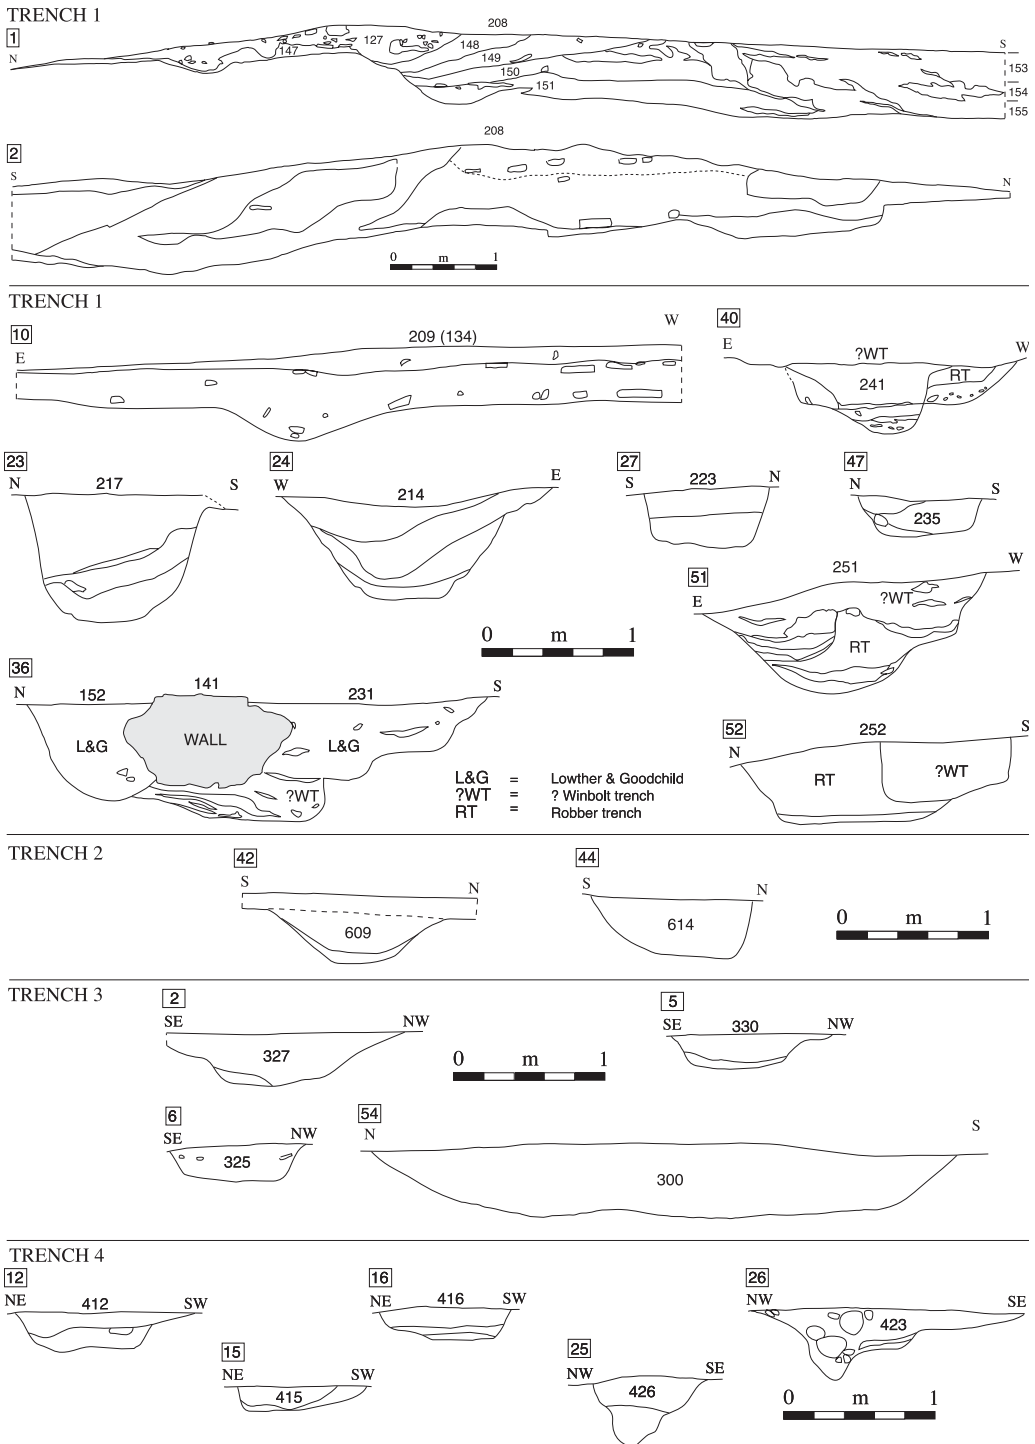 TRENCH 1
1
208
N
147
127
148
149
150
151
S
153
154
155
2
208
S
N
m
0 1
TRENCH 1
10
209 (134)
W
E
40
E
?WT
W
241
RT
23
N
217
S
24
W
214
E
27
S
223
N
47
N
235
S
51
E
251
W
?WT
RT
0 m 1
36
N
152
141
231
S
L&G
WALL
L&G
?WT
L&G = Lowther & Goodchild
?WT = ? Winbolt trench
RT = Robber trench
52
N
252
S
RT
?WT
TRENCH 2
42
S
N
609
44
S
N
614
0 m 1
TRENCH 3
2
SE
NW
327
5
SE
330
NW
0 m 1
6
SE
NW
325
54
N
S
300
TRENCH 4
12
NE
412
SW
16
NE
416
SW
26
NW
SE
423
15
NE
SW
415
25
NW
SE
426
0 m 1